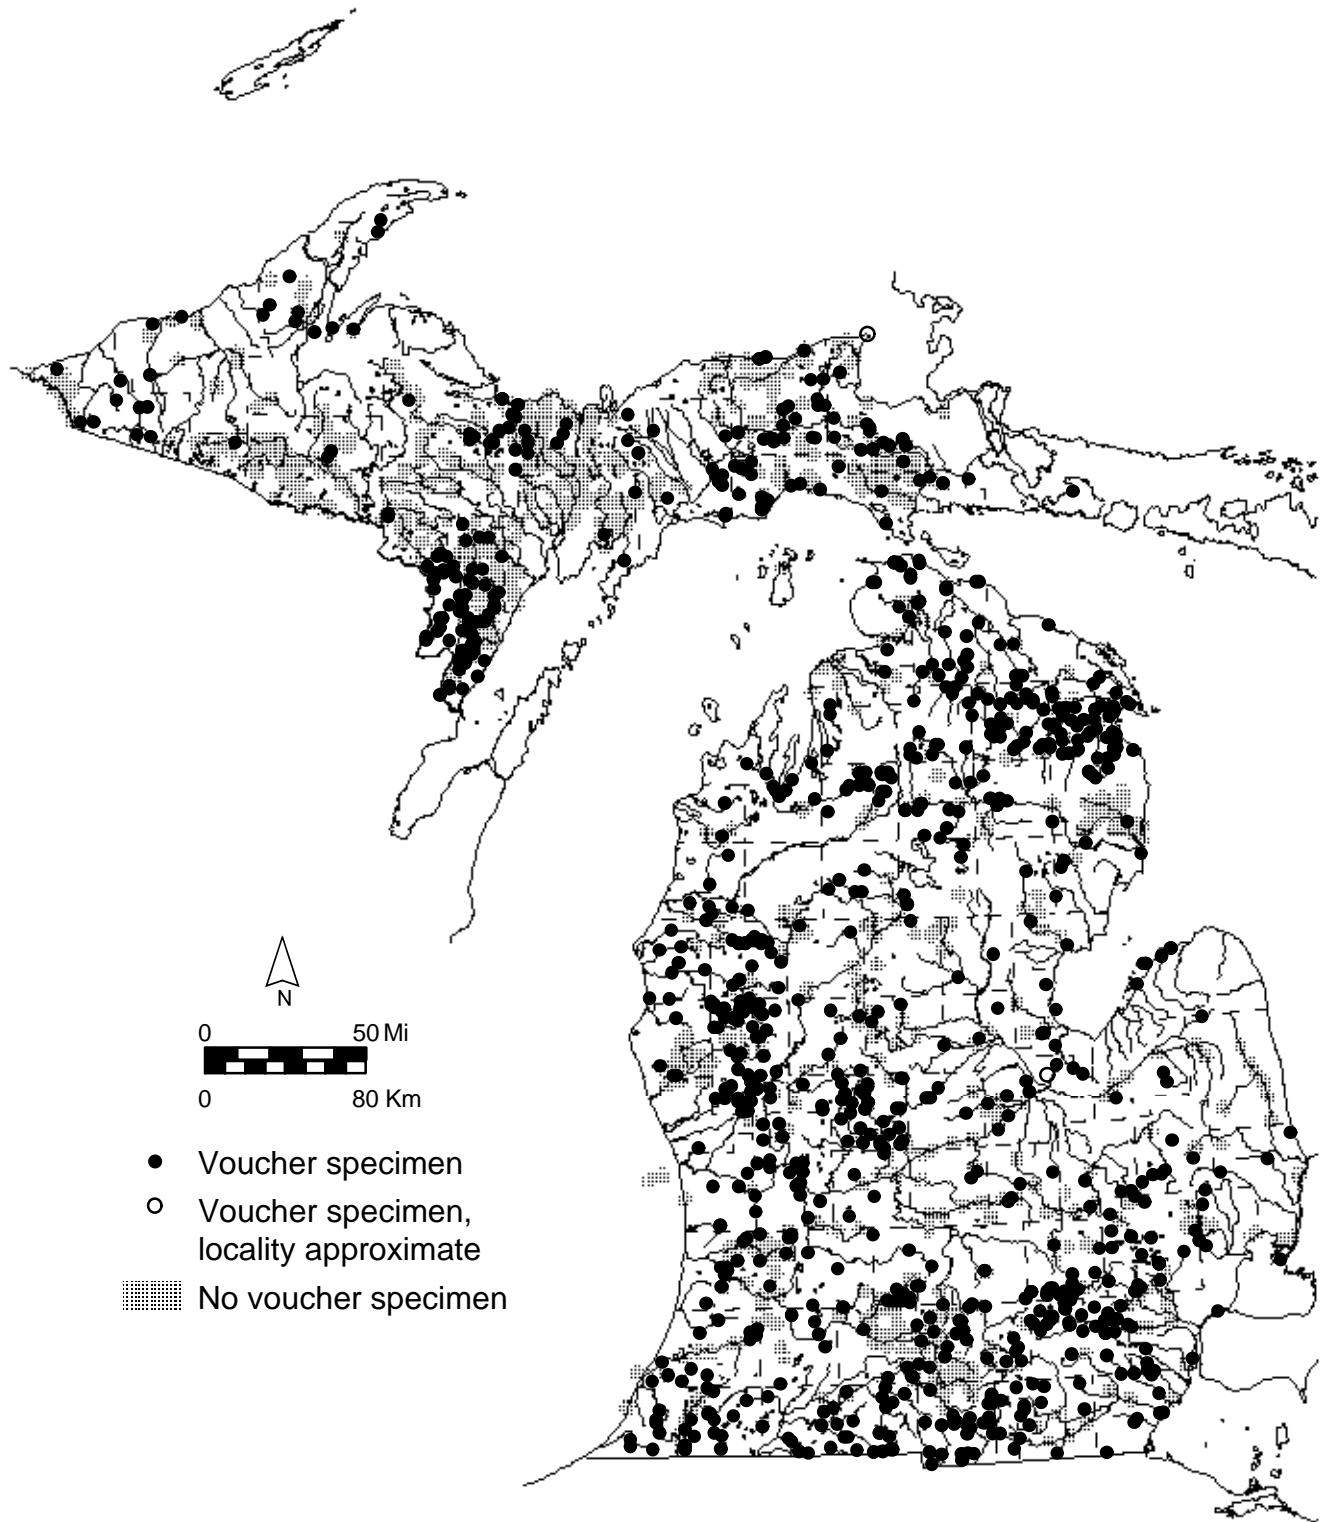 N
0 50 Mi
0 80 Km
Voucher specimen
Voucher specimen,
locality approximate
No voucher specimen